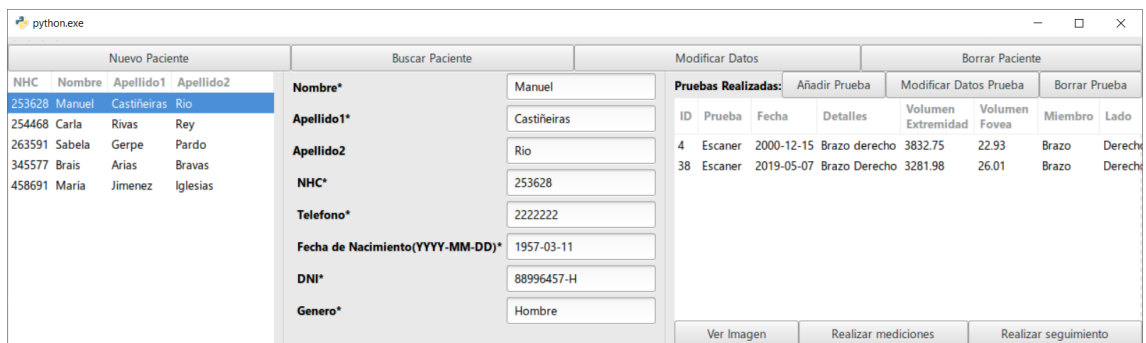 python.exe
Nuevo Paciente Buscar Paciente Modificar Datos Borrar Paciente
NHC Nombre Apellido1 Apellido2
253628 Manuel Castiñeiras Rio
254468 Carla Rivas Rey
263591 Sabela Gerpe Pardo
345577 Brais Arias Bravas
458691 María Jimenez Iglesias
Nombre* Manuel
Apellido1* Castiñeiras
Apellido2 Rio
NHC* 253628
Telefono* 2222222
Fecha de Nacimiento(YYYY-MM-DD)* 1957-03-11
DNI* 88996457-H
Genero* Hombre
Pruebas Realizadas: Añadir Prueba Modificar Datos Prueba Borrar Prueba
ID Prueba Fecha Detalles Volumen Extremidad Volumen Fovea Miembro Lado
4 Escaner 2000-12-15 Brazo derecho 3832.75 22.93 Brazo Derecho
38 Escaner 2019-05-07 Brazo Derecho 3281.98 26.01 Brazo Derecho
Ver Imagen Realizar mediciones Realizar seguimiento